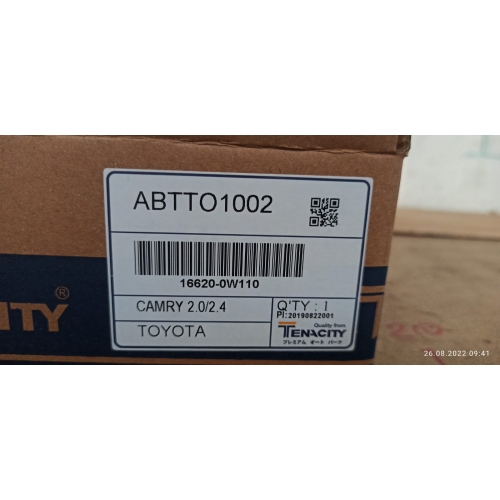 ABTTO1002
16620-0W110
CAMRY 2.0/2.4
Q'TY : 1
PI:20190822001
TOYOTA
Quality from
TENACITY
プレミアム オート パーツ
CITY®
26.08.2022 09:41